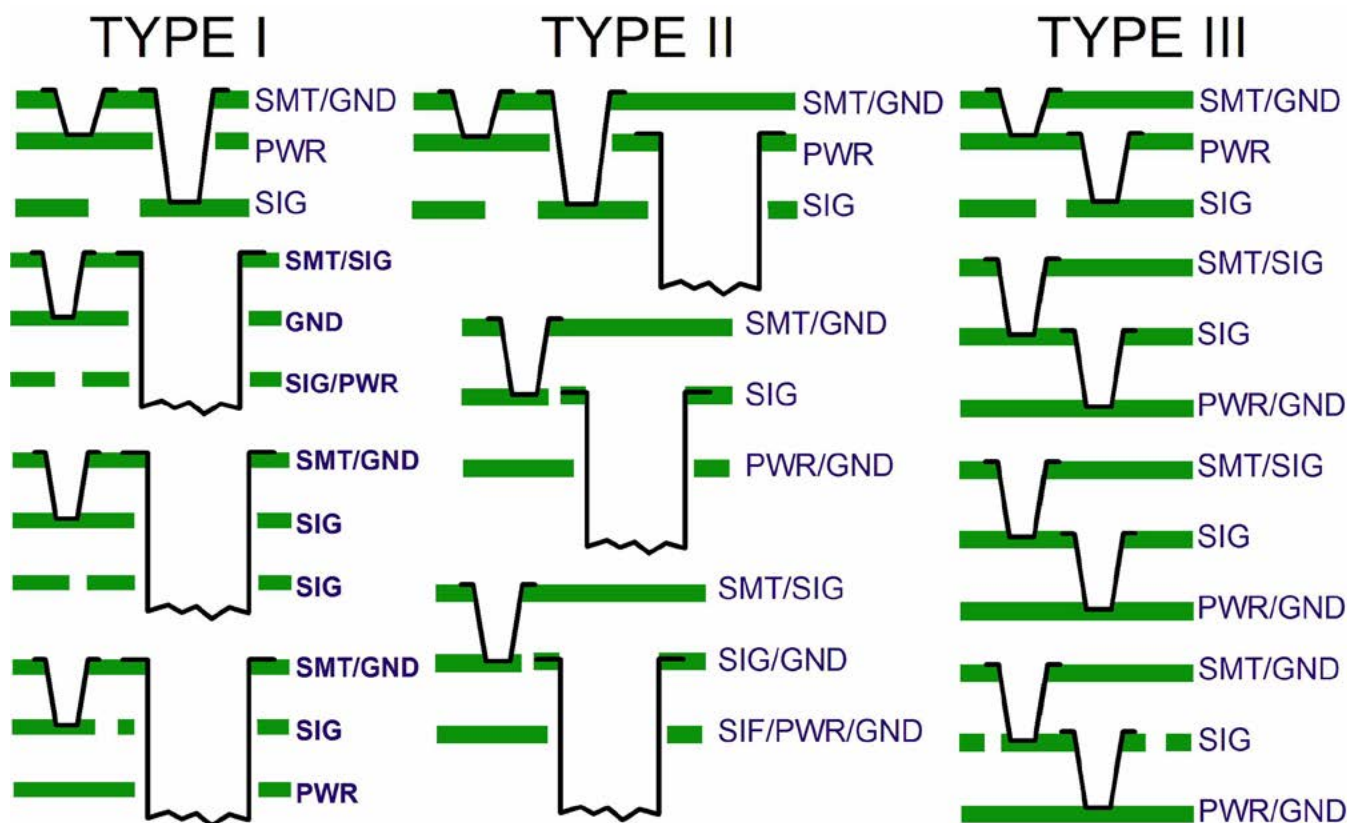 TYPE I
SMT/GND
PWR
SIG
SMT/SIG
GND
SIG/PWR
SMT/GND
SIG
SIG
SMT/GND
SIG
PWR
TYPE II
SMT/GND
PWR
SIG
SMT/GND
SIG
PWR/GND
SMT/SIG
SIG/GND
SIF/PWR/GND
TYPE III
SMT/GND
PWR
SIG
SMT/SIG
SIG
PWR/GND
SMT/SIG
SIG
PWR/GND
SMT/GND
SIG
PWR/GND